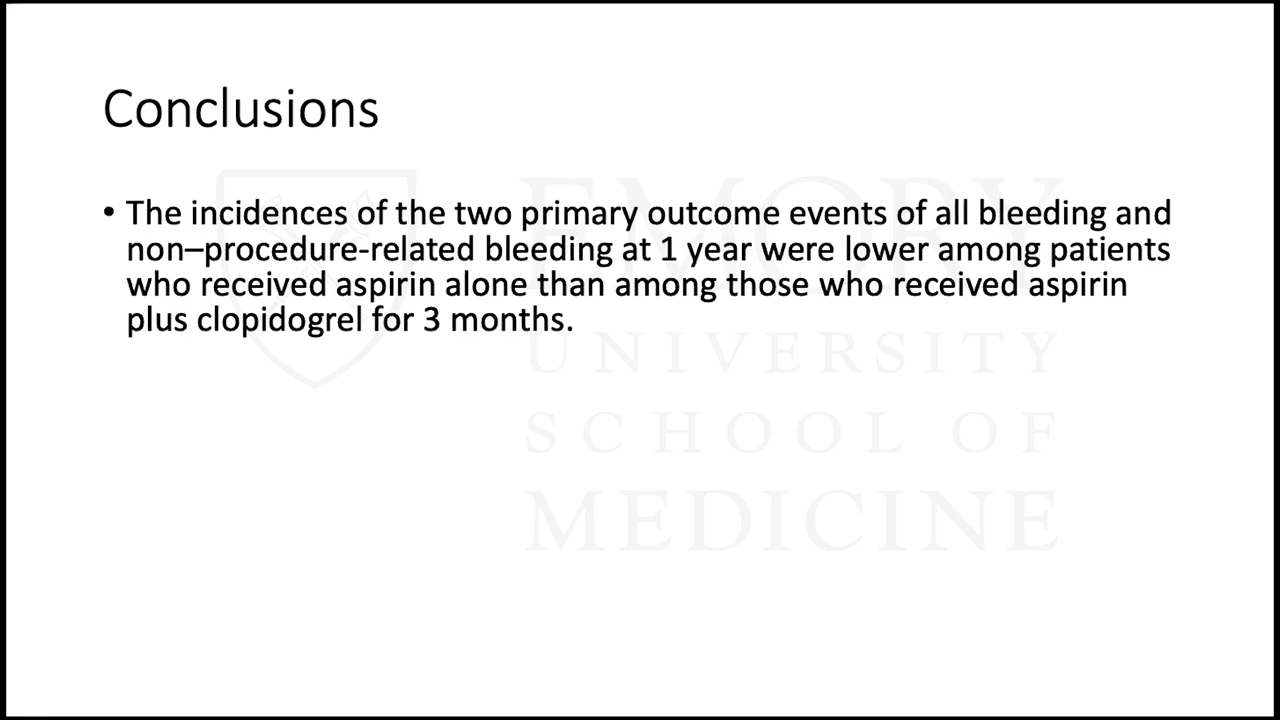 Conclusions
• The incidences of the two primary outcome events of all bleeding and
non–procedure-related bleeding at 1 year were lower among patients
who received aspirin alone than among those who received aspirin
plus clopidogrel for 3 months.
EMORY
UNIVERSITY
SCHOOL OF
MEDICINE